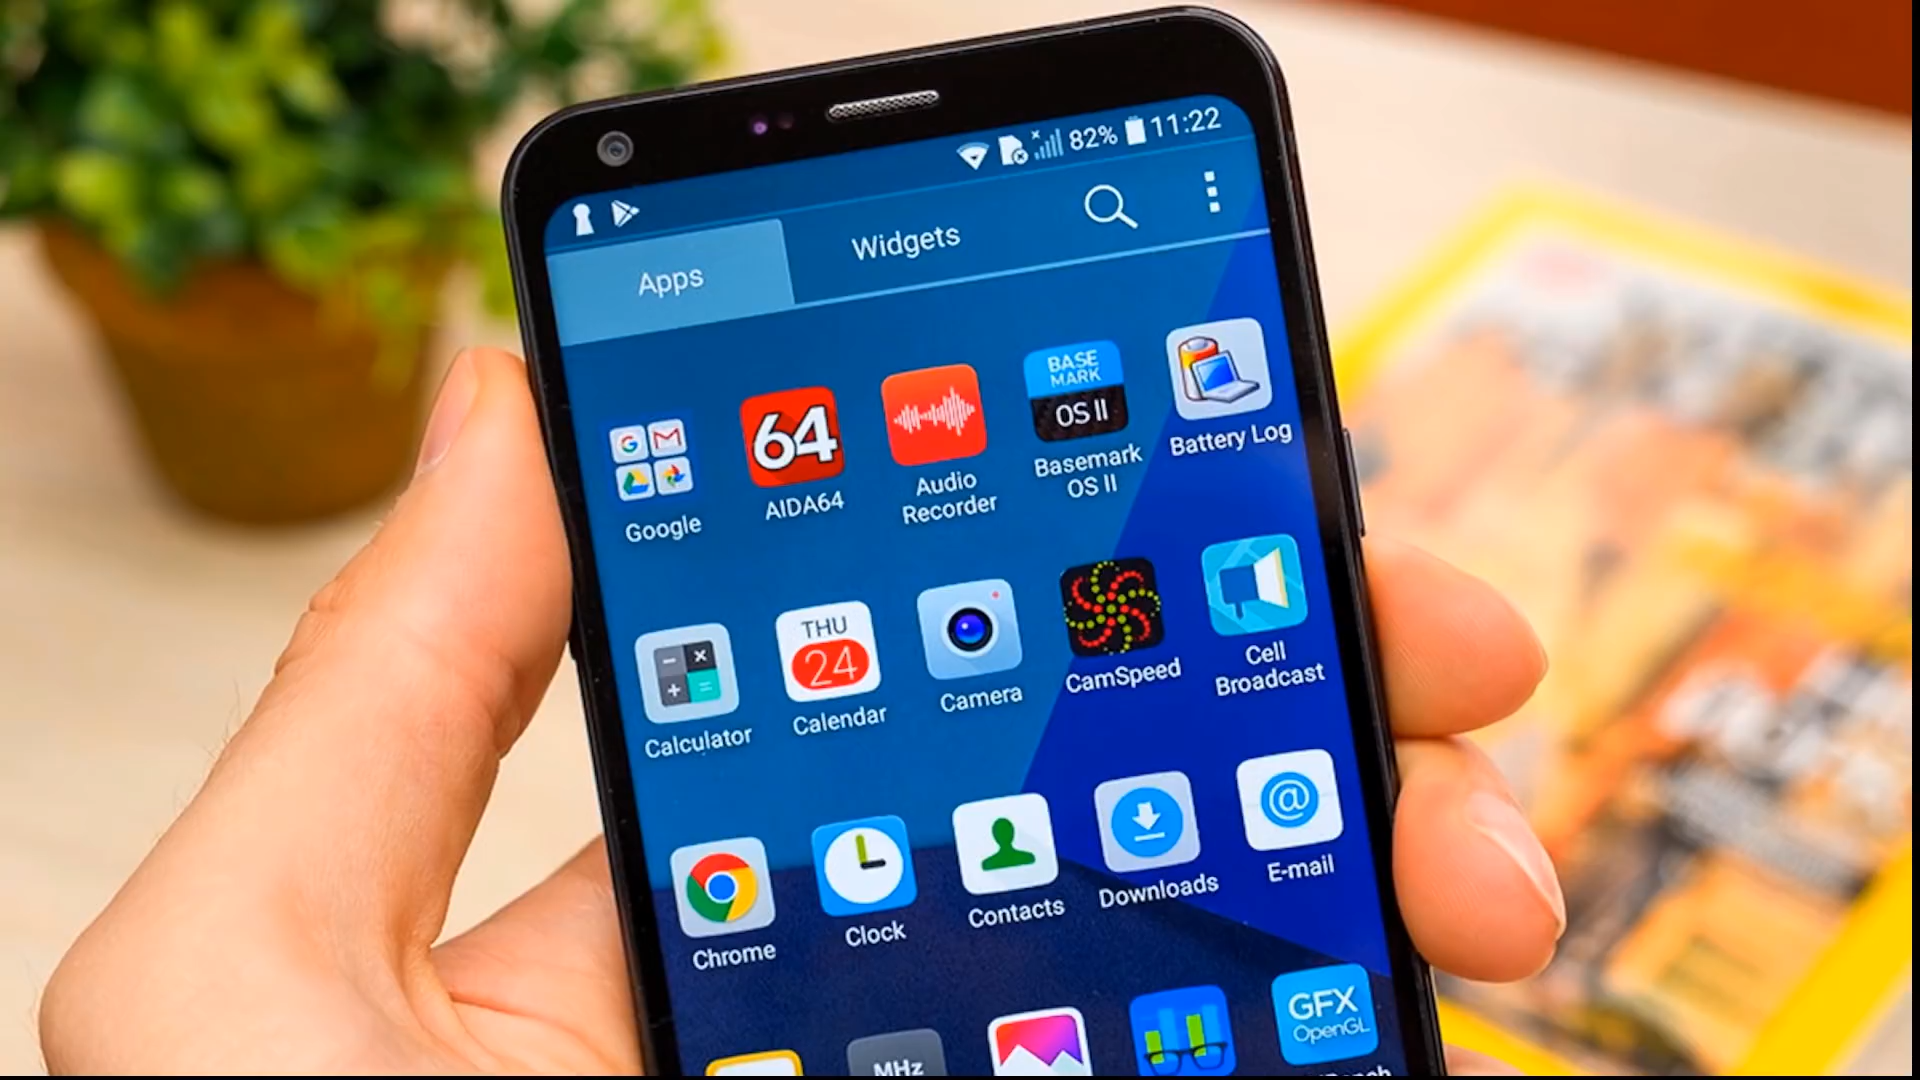 82% 11:22
Apps Widgets
Google
64
AIDA64
Audio
Recorder
BASE
MARK
OS II
Basemark
OS II
Battery Log
Calculator
THU
24
Calendar
Camera
CamSpeed
Cell
Broadcast
Chrome
Clock
Contacts
Downloads
@
E-mail
MHz
GFX
OpenGL